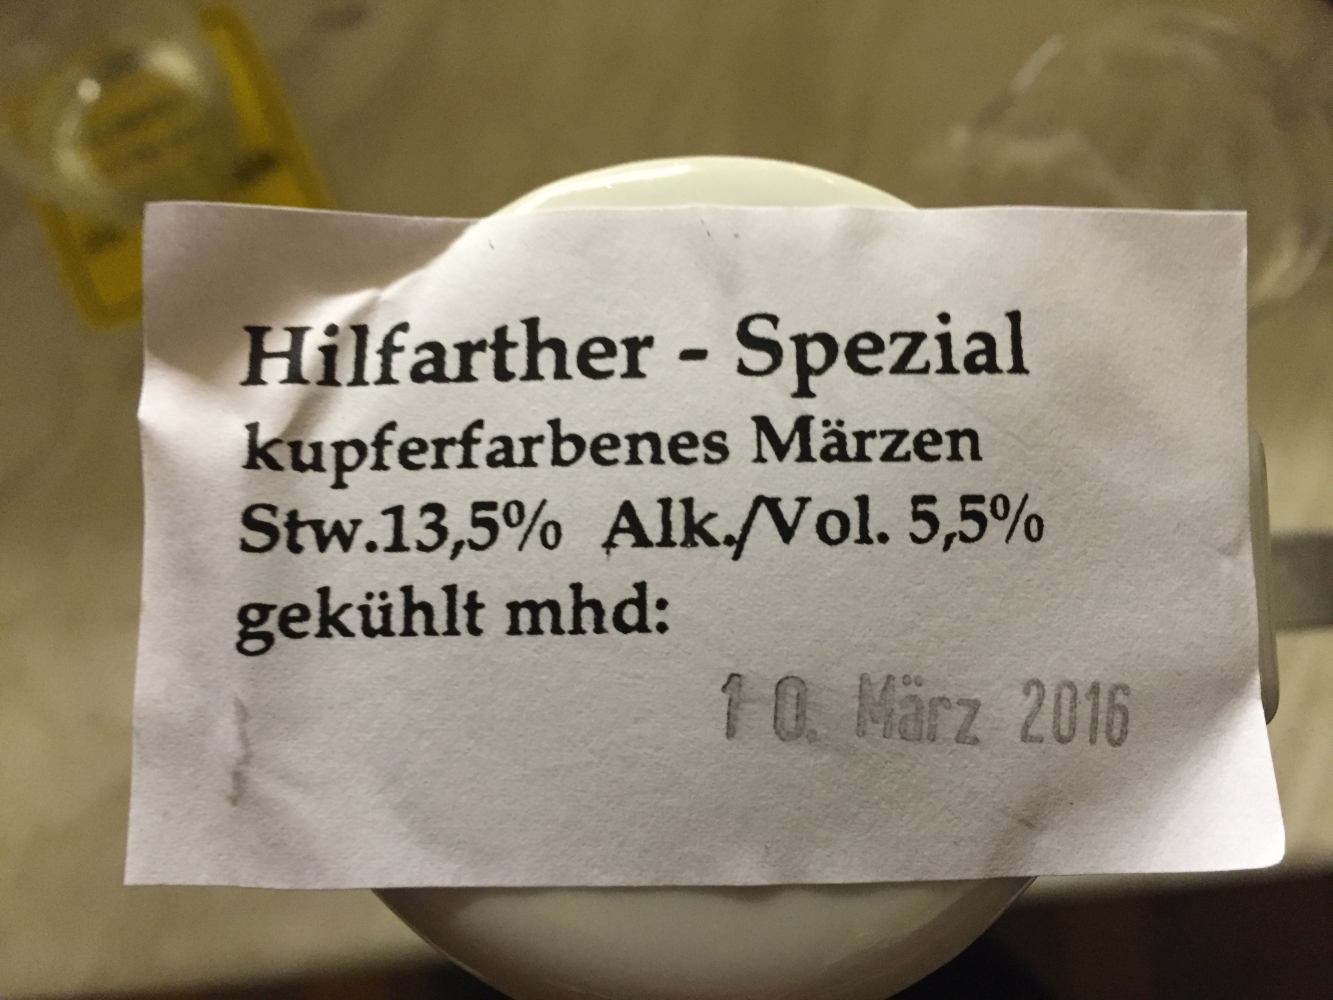 Hilfarther - Spezial
kupferfarbenes Märzen
Stw.13,5% Alk./Vol. 5,5%
gekühlt mhd:
10. März 2016